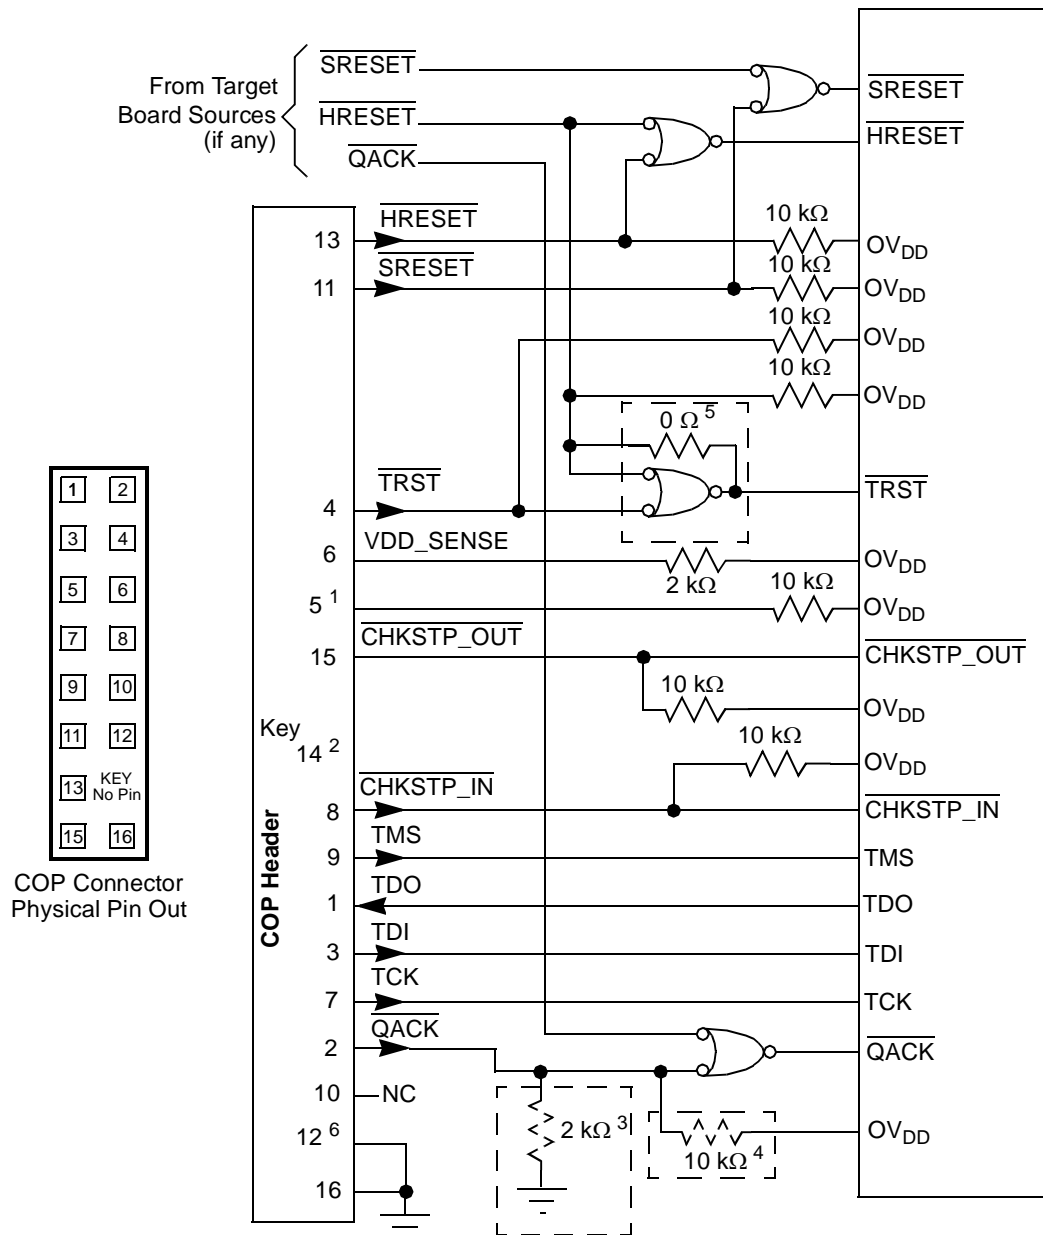 From Target
Board Sources
(if any)
SRESET
HRESET
QACK
SRESET
HRESET
13
HRESET
10 kΩ
OVDD
11
SRESET
10 kΩ
OVDD
10 kΩ
OVDD
10 kΩ
OVDD
0 Ω 5
4
TRST
TRST
6
VDD_SENSE
2 kΩ
OVDD
5 1
10 kΩ
OVDD
15
CHKSTP_OUT
CHKSTP_OUT
10 kΩ
OVDD
Key
14 2
10 kΩ
OVDD
8
CHKSTP_IN
CHKSTP_IN
9
TMS
TMS
1
TDO
TDO
3
TDI
TDI
7
TCK
TCK
2
QACK
QACK
10
NC
2 kΩ 3
10 kΩ 4
OVDD
12 6
16
COP Header
1 2
3 4
5 6
7 8
9 10
11 12
13 KEY
No Pin
15 16
COP Connector
Physical Pin Out